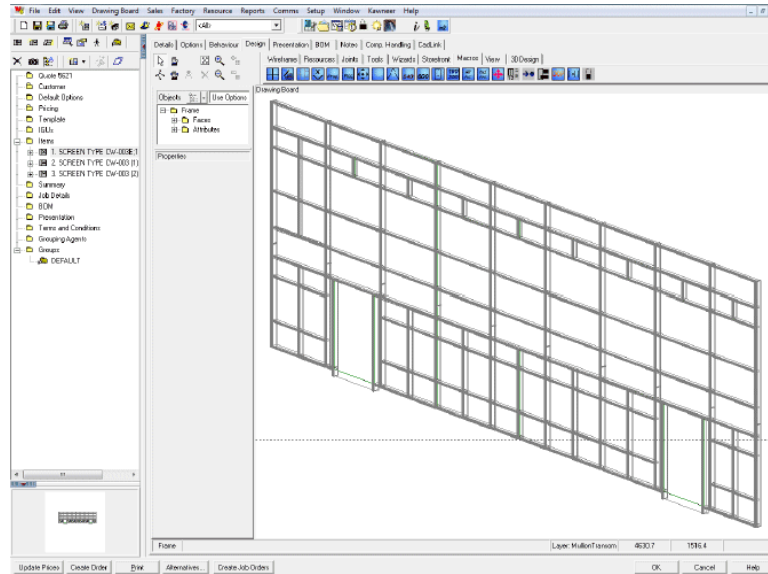 File Edit View Drawing Board Sales Factory Resource Reports Comms Setup Window Kawneer Help
<All>
Details Options Behaviour Design Presentation BOM Notes Comp. Handling CadLink
Wireframe Resources Joints Tools Wizards Storefront Macros View 3D Design
Objects Use Options
Drawing Board
Frame
Faces
Attributes
Properties
Quote 5621
Customer
Default Options
Pricing
Template
IGUs
Items
1. SCREEN TYPE CW-003E:1
2. SCREEN TYPE CW-003 (1)
3. SCREEN TYPE CW-003 (2)
Summary
Job Details
BOM
Presentation
Terms and Conditions
Grouping Agents
Groups
DEFAULT
Frame Layer: MullionTransom 4630.7 1516.4
Update Prices Create Order Print Alternatives... Create Job Orders OK Cancel Help